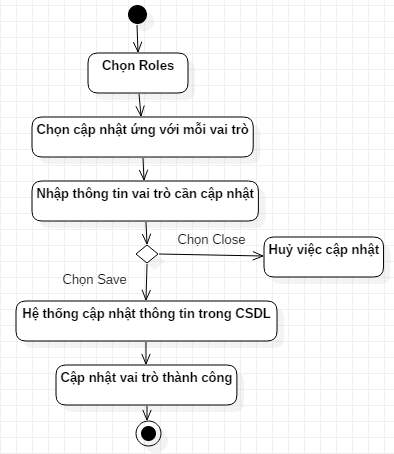 Chọn Roles
Chọn cập nhật ứng với mỗi vai trò
Nhập thông tin vai trò cần cập nhật
Chọn Close
Huỷ việc cập nhật
Chọn Save
Hệ thống cập nhật thông tin trong CSDL
Cập nhật vai trò thành công